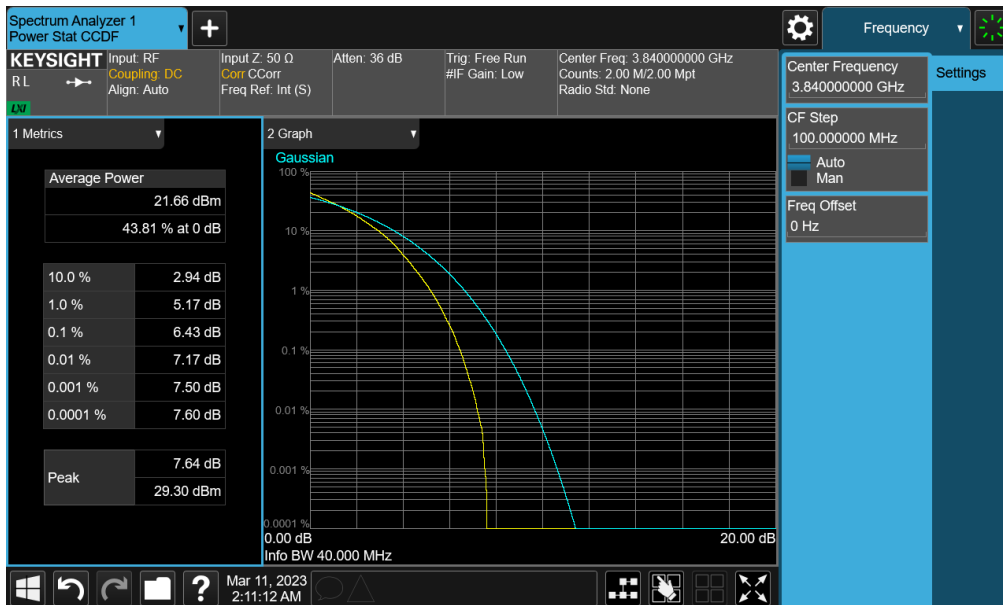 Spectrum Analyzer 1
Power Stat CCDF
Frequency
KEYSIGHT
R L
LXI
Input: RF
Coupling: DC
Align: Auto
Input Z: 50 Ω
Corr CCorr
Freq Ref: Int (S)
Atten: 36 dB
Trig: Free Run
#IF Gain: Low
Center Freq: 3.840000000 GHz
Counts: 2.00 M/2.00 Mpt
Radio Std: None
Center Frequency
3.840000000 GHz
Settings
CF Step
100.000000 MHz
Auto
Man
Freq Offset
0 Hz
1 Metrics
Average Power
21.66 dBm
43.81 % at 0 dB
10.0 % 2.94 dB
1.0 % 5.17 dB
0.1 % 6.43 dB
0.01 % 7.17 dB
0.001 % 7.50 dB
0.0001 % 7.60 dB
Peak
7.64 dB
29.30 dBm
2 Graph
Gaussian
100 %
10 %
1 %
0.1 %
0.01 %
0.001 %
0.0001 %
0.00 dB 20.00 dB
Info BW 40.000 MHz
?
Mar 11, 2023
2:11:12 AM